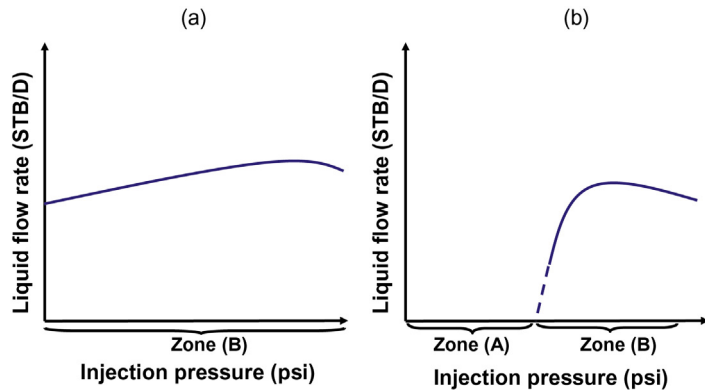 (a)
Liquid flow rate (STB/D)
Zone (B)
Injection pressure (psi)
(b)
Liquid flow rate (STB/D)
Zone (A)
Zone (B)
Injection pressure (psi)